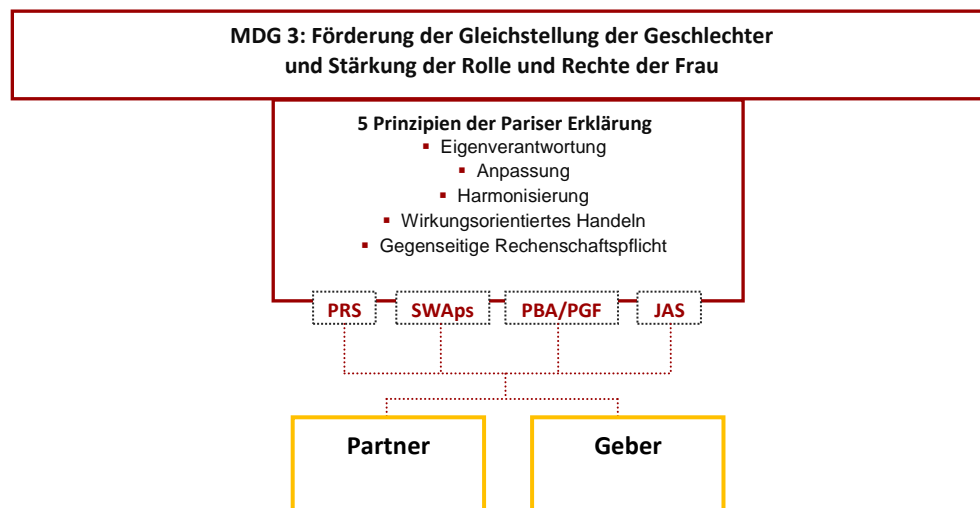 MDG 3: Förderung der Gleichstellung der Geschlechter
und Stärkung der Rolle und Rechte der Frau
5 Prinzipien der Pariser Erklärung
▪ Eigenverantwortung
▪ Anpassung
▪ Harmonisierung
▪ Wirkungsorientiertes Handeln
▪ Gegenseitige Rechenschaftspflicht
PRS SWAps PBA/PGF JAS
Partner Geber